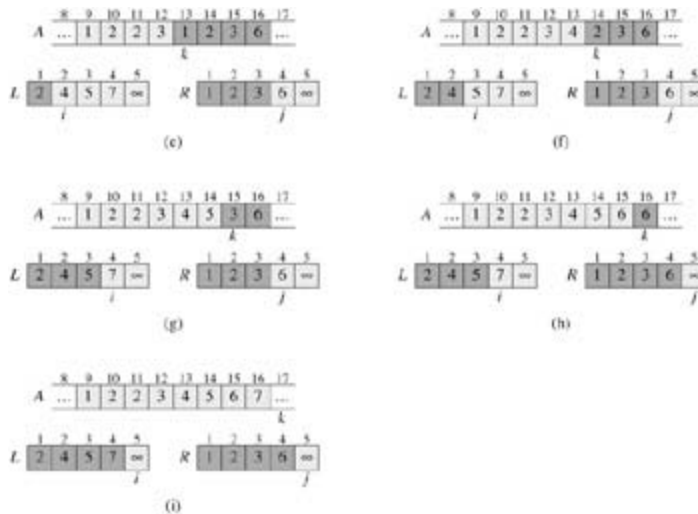 8 9 10 11 12 13 14 15 16 17
A ... 1 2 2 3 1 2 3 6 ...
k
1 2 3 4 5
L 2 4 5 7 ∞
i
1 2 3 4 5
R 1 2 3 6 ∞
j
(e)
8 9 10 11 12 13 14 15 16 17
A ... 1 2 2 3 4 2 3 6 ...
k
1 2 3 4 5
L 2 4 5 7 ∞
i
1 2 3 4 5
R 1 2 3 6 ∞
j
(f)
8 9 10 11 12 13 14 15 16 17
A ... 1 2 2 3 4 5 3 6 ...
k
1 2 3 4 5
L 2 4 5 7 ∞
i
1 2 3 4 5
R 1 2 3 6 ∞
j
(g)
8 9 10 11 12 13 14 15 16 17
A ... 1 2 2 3 4 5 6 6 ...
k
1 2 3 4 5
L 2 4 5 7 ∞
i
1 2 3 4 5
R 1 2 3 6 ∞
j
(h)
8 9 10 11 12 13 14 15 16 17
A ... 1 2 2 3 4 5 6 7 ...
k
1 2 3 4 5
L 2 4 5 7 ∞
i
1 2 3 4 5
R 1 2 3 6 ∞
j
(i)